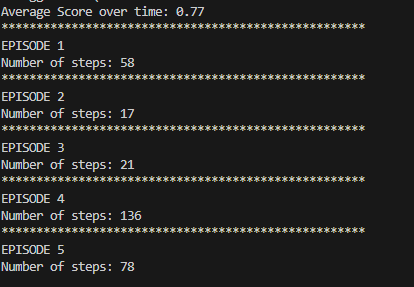 Average Score over time: 0.77
****************************************************
EPISODE 1
Number of steps: 58
****************************************************
EPISODE 2
Number of steps: 17
****************************************************
EPISODE 3
Number of steps: 21
****************************************************
EPISODE 4
Number of steps: 136
****************************************************
EPISODE 5
Number of steps: 78